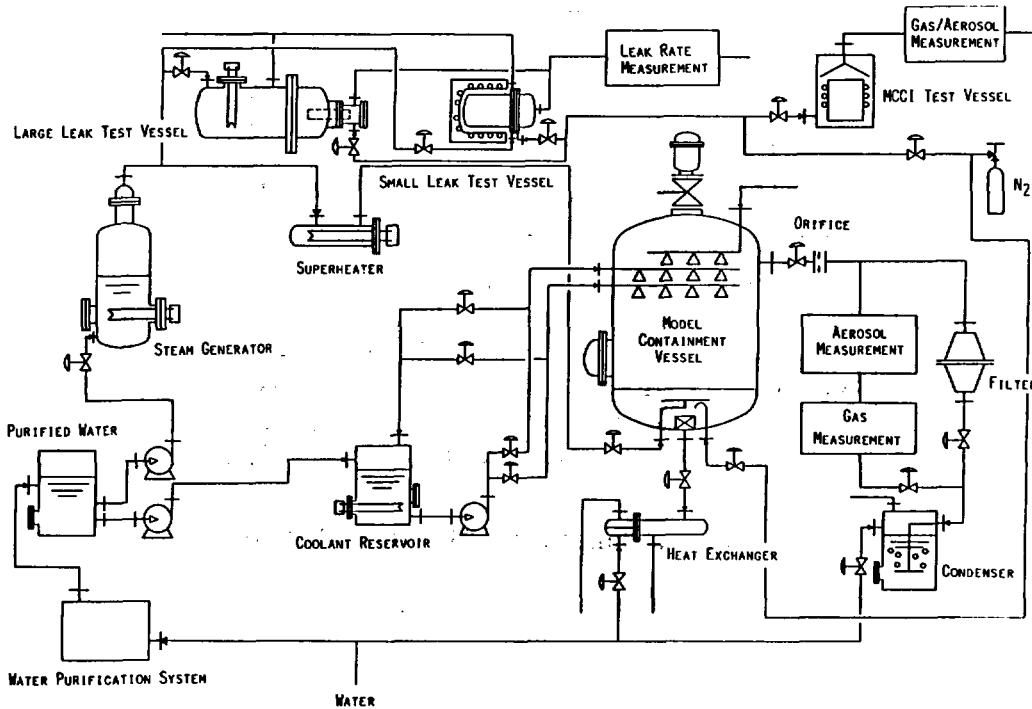 LEAK RATE
MEASUREMENT
GAS/AEROSOL
MEASUREMENT
MCCI TEST VESSEL
LARGE LEAK TEST VESSEL
SMALL LEAK TEST VESSEL
N2
SUPERHEATER
ORIFICE
STEAM GENERATOR
MODEL
CONTAINMENT
VESSEL
AEROSOL
MEASUREMENT
FILTER
GAS
MEASUREMENT
PURIFIED WATER
COOLANT RESERVOIR
HEAT EXCHANGER
CONDENSER
WATER PURIFICATION SYSTEM
WATER